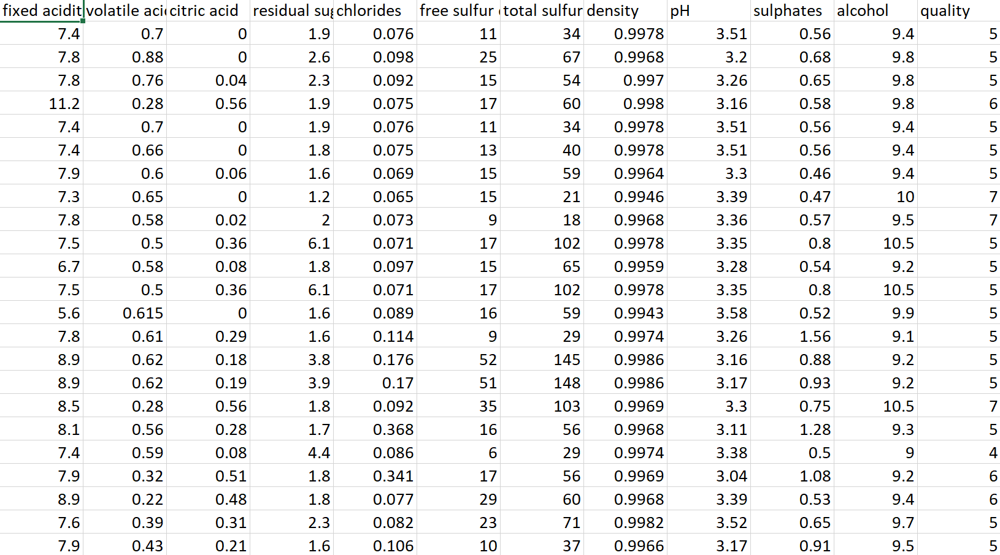 fixed acidit volatile acid citric acid residual sug chlorides free sulfur total sulfur density pH sulphates alcohol quality
7.4 0.7 0 1.9 0.076 11 34 0.9978 3.51 0.56 9.4 5
7.8 0.88 0 2.6 0.098 25 67 0.9968 3.2 0.68 9.8 5
7.8 0.76 0.04 2.3 0.092 15 54 0.997 3.26 0.65 9.8 5
11.2 0.28 0.56 1.9 0.075 17 60 0.998 3.16 0.58 9.8 6
7.4 0.7 0 1.9 0.076 11 34 0.9978 3.51 0.56 9.4 5
7.4 0.66 0 1.8 0.075 13 40 0.9978 3.51 0.56 9.4 5
7.9 0.6 0.06 1.6 0.069 15 59 0.9964 3.3 0.46 9.4 5
7.3 0.65 0 1.2 0.065 15 21 0.9946 3.39 0.47 10 7
7.8 0.58 0.02 2 0.073 9 18 0.9968 3.36 0.57 9.5 7
7.5 0.5 0.36 6.1 0.071 17 102 0.9978 3.35 0.8 10.5 5
6.7 0.58 0.08 1.8 0.097 15 65 0.9959 3.28 0.54 9.2 5
7.5 0.5 0.36 6.1 0.071 17 102 0.9978 3.35 0.8 10.5 5
5.6 0.615 0 1.6 0.089 16 59 0.9943 3.58 0.52 9.9 5
7.8 0.61 0.29 1.6 0.114 9 29 0.9974 3.26 1.56 9.1 5
8.9 0.62 0.18 3.8 0.176 52 145 0.9986 3.16 0.88 9.2 5
8.9 0.62 0.19 3.9 0.17 51 148 0.9986 3.17 0.93 9.2 5
8.5 0.28 0.56 1.8 0.092 35 103 0.9969 3.3 0.75 10.5 7
8.1 0.56 0.28 1.7 0.368 16 56 0.9968 3.11 1.28 9.3 5
7.4 0.59 0.08 4.4 0.086 6 29 0.9974 3.38 0.5 9 4
7.9 0.32 0.51 1.8 0.341 17 56 0.9969 3.04 1.08 9.2 6
8.9 0.22 0.48 1.8 0.077 29 60 0.9968 3.39 0.53 9.4 6
7.6 0.39 0.31 2.3 0.082 23 71 0.9982 3.52 0.65 9.7 5
7.9 0.43 0.21 1.6 0.106 10 37 0.9966 3.17 0.91 9.5 5